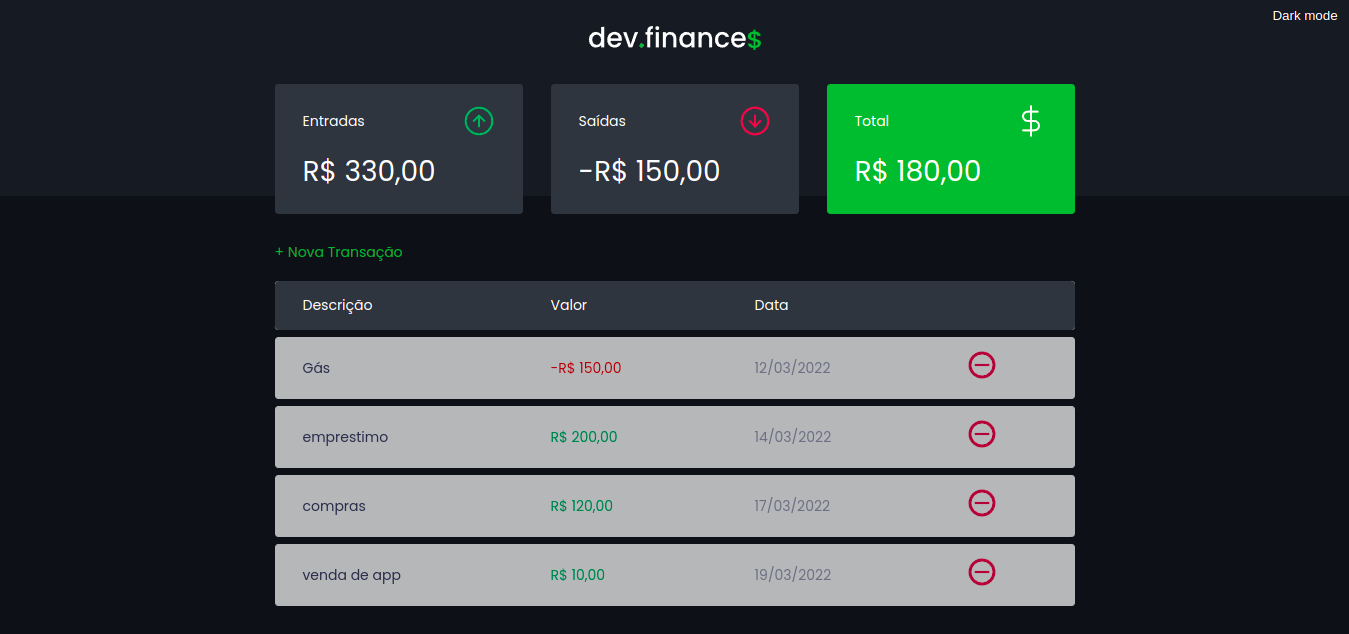 Dark mode
dev.finance$
Entradas
R$ 330,00
Saídas
-R$ 150,00
Total
$
R$ 180,00
+ Nova Transação
Descrição Valor Data
Gás -R$ 150,00 12/03/2022
emprestimo R$ 200,00 14/03/2022
compras R$ 120,00 17/03/2022
venda de app R$ 10,00 19/03/2022